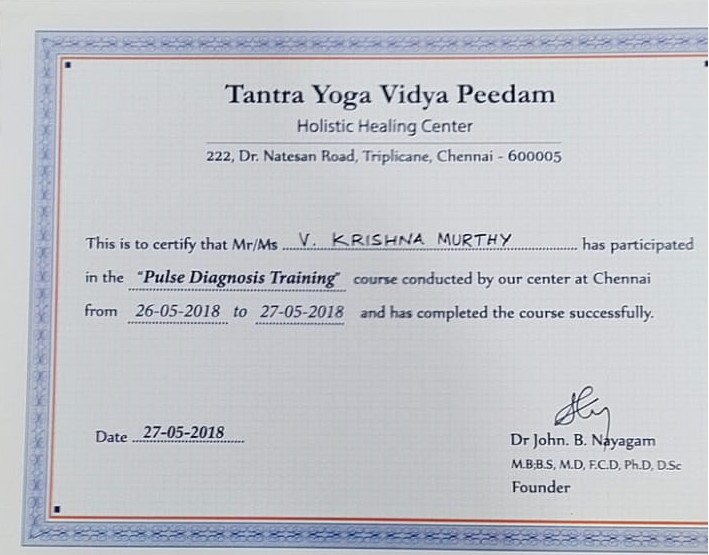 Tantra Yoga Vidya Peedam
Holistic Healing Center
222, Dr. Natesan Road, Triplicane, Chennai - 600005
This is to certify that Mr/Ms V. KRISHNA MURTHY has participated
in the "Pulse Diagnosis Training" course conducted by our center at Chennai
from 26-05-2018 to 27-05-2018 and has completed the course successfully.
Date 27-05-2018
Dr John. B. Nayagam
M.B;B.S, M.D, F.C.D, Ph.D, D.Sc
Founder